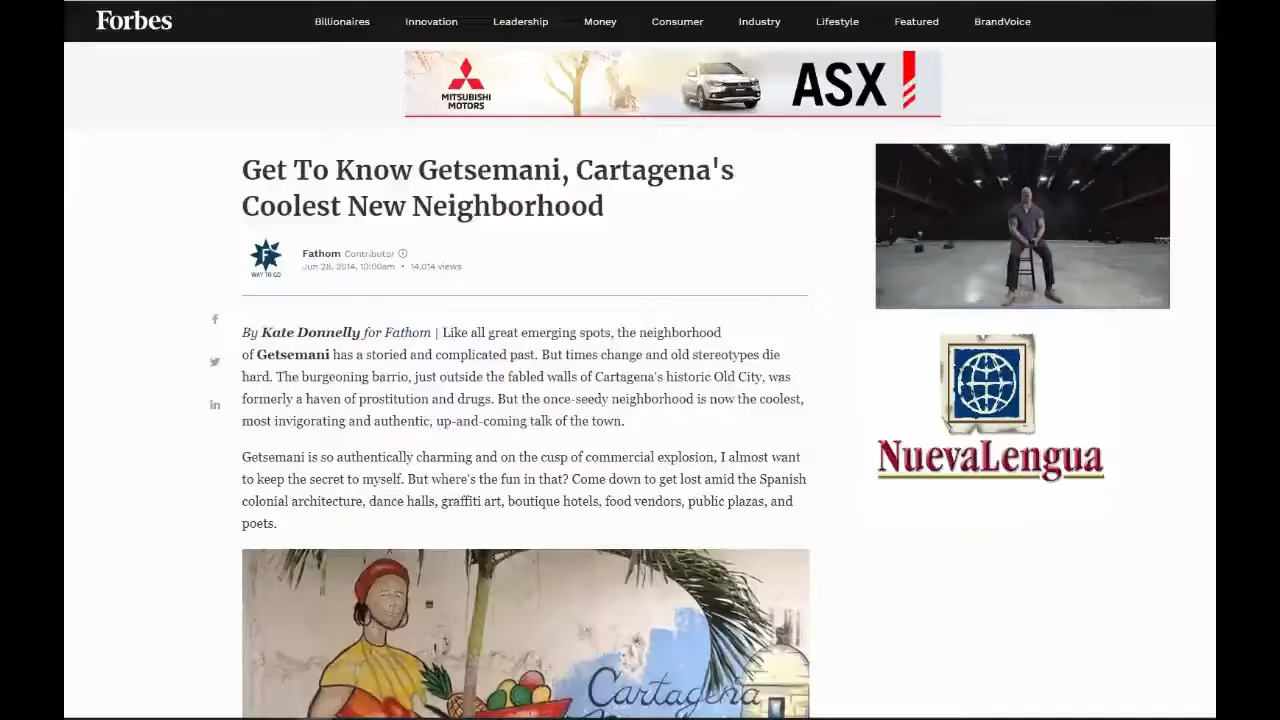 Forbes
Billionaires Innovation Leadership Money Consumer Industry Lifestyle Featured BrandVoice
MITSUBISHI
MOTORS
ASX
Get To Know Getsemani, Cartagena's
Coolest New Neighborhood
F
WAY TO GO
Fathom Contributor
Jun 28, 2014, 10:00am • 14,014 views
By Kate Donnelly for Fathom | Like all great emerging spots, the neighborhood
of Getsemani has a storied and complicated past. But times change and old stereotypes die
hard. The burgeoning barrio, just outside the fabled walls of Cartagena's historic Old City, was
formerly a haven of prostitution and drugs. But the once-seedy neighborhood is now the coolest,
most invigorating and authentic, up-and-coming talk of the town.
Getsemani is so authentically charming and on the cusp of commercial explosion, I almost want
to keep the secret to myself. But where's the fun in that? Come down to get lost amid the Spanish
colonial architecture, dance halls, graffiti art, boutique hotels, food vendors, public plazas, and
poets.
NuevaLengua
Cartagena